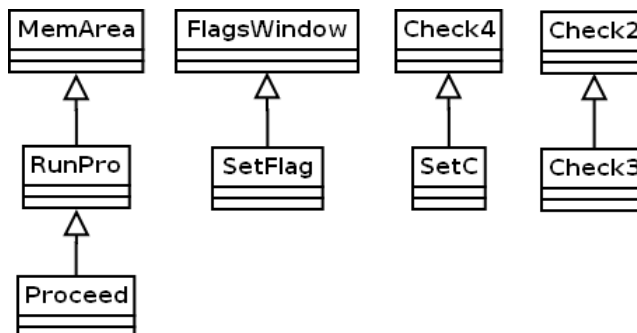 MemArea FlagsWindow Check4 Check2
RunPro SetFlag SetC Check3
Proceed